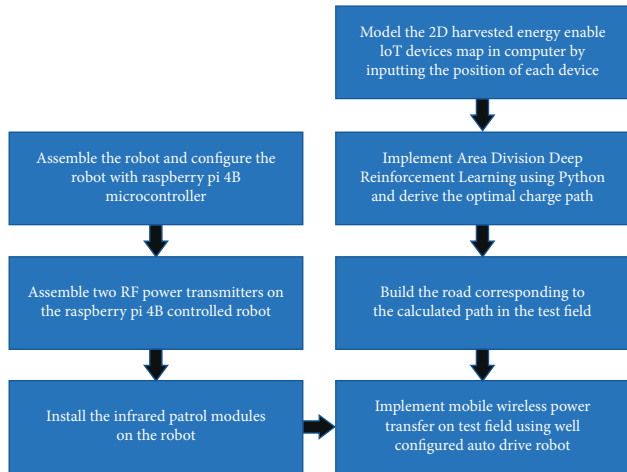 Model the 2D harvested energy enable
IoT devices map in computer by
inputting the position of each device
Assemble the robot and configure the
robot with raspberry pi 4B
microcontroller
Implement Area Division Deep
Reinforcement Learning using Python
and derive the optimal charge path
Assemble two RF power transmitters on
the raspberry pi 4B controlled robot
Build the road corresponding to
the calculated path in the test field
Install the infrared patrol modules
on the robot
Implement mobile wireless power
transfer on test field using well
configured auto drive robot